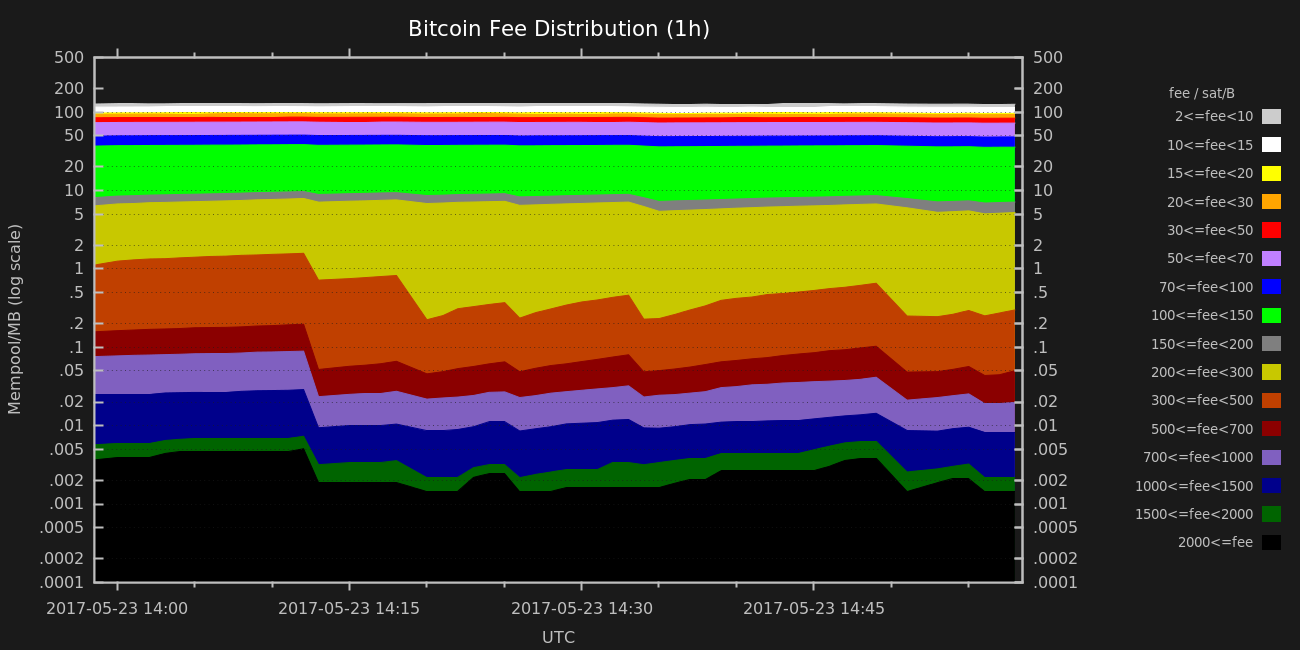 Bitcoin Fee Distribution (1h)
Mempool/MB (log scale)
500
200
100
50
20
10
5
2
1
.5
.2
.1
.05
.02
.01
.005
.002
.001
.0005
.0002
.0001
500
200
100
50
20
10
5
2
1
.5
.2
.1
.05
.02
.01
.005
.002
.001
.0005
.0002
.0001
2017-05-23 14:00
2017-05-23 14:15
2017-05-23 14:30
2017-05-23 14:45
UTC
fee / sat/B
2<=fee<10
10<=fee<15
15<=fee<20
20<=fee<30
30<=fee<50
50<=fee<70
70<=fee<100
100<=fee<150
150<=fee<200
200<=fee<300
300<=fee<500
500<=fee<700
700<=fee<1000
1000<=fee<1500
1500<=fee<2000
2000<=fee